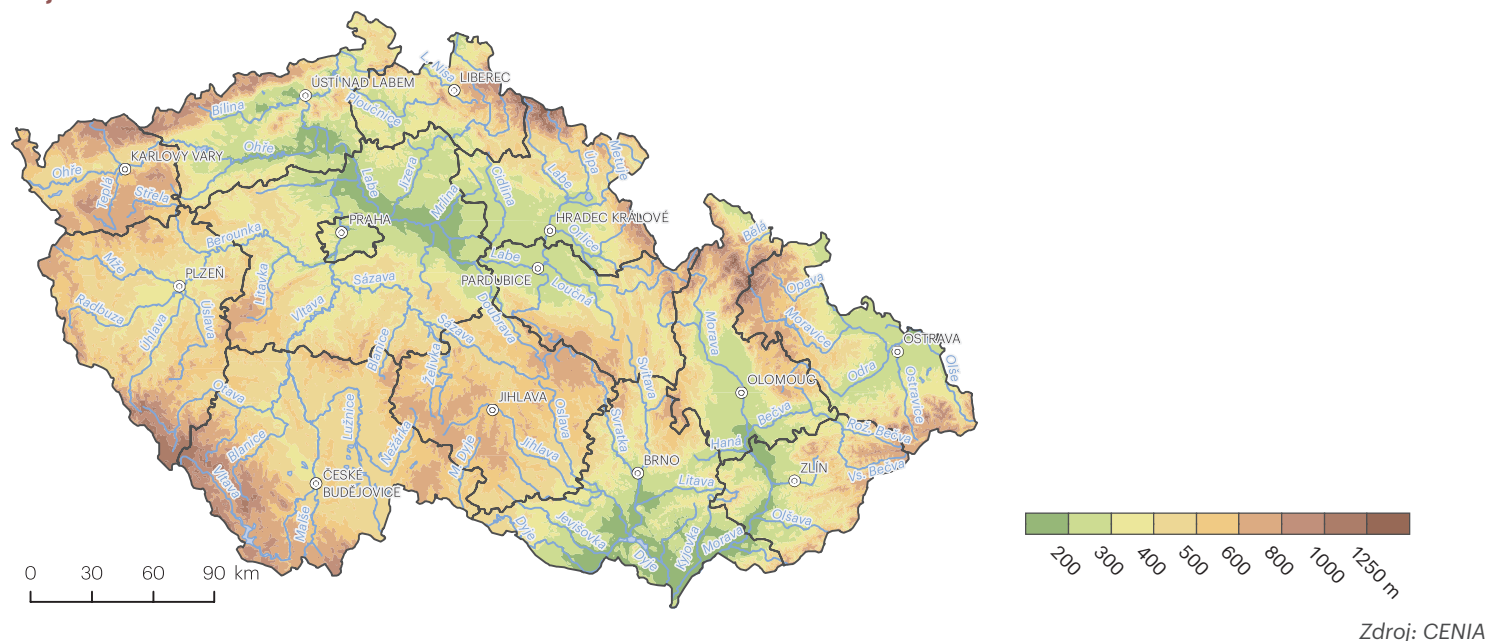 L. Nisa
LIBEREC
ÚSTÍ NAD LABEM
Bílina
Ploučnice
Ohře
KARLOVY VARY
Ohře
Teplá
Střela
Labe
Jizera
Mrlina
Cidlina
Labe
Úpa
Metuje
PRAHA
HRADEC KRÁLOVÉ
Orlice
Berounka
Bělá
Mže
PLZEŇ
Litavka
Sázava
Labe
PARDUBICE
Loučná
Opava
Radbuza
Úhlava
Úslava
Vltava
Doubrava
Sázava
Morava
Moravice
OSTRAVA
Blanice
Želivka
Svitava
Odra
Ostravice
Olše
Otava
Lužnice
JIHLAVA
Oslava
Svratka
OLOMOUC
Bečva
Blanice
Nežárka
M. Dyje
Jihlava
Haná
Rož. Bečva
Vltava
ČESKÉ
BUDĚJOVICE
BRNO
Litava
ZLÍN
Vs. Bečva
Malše
Dyje
Jevišovka
Dyje
Kyjovka
Morava
Olšava
0 30 60 90 km
200 300 400 500 600 800 1000 1250 m
Zdroj: CENIA